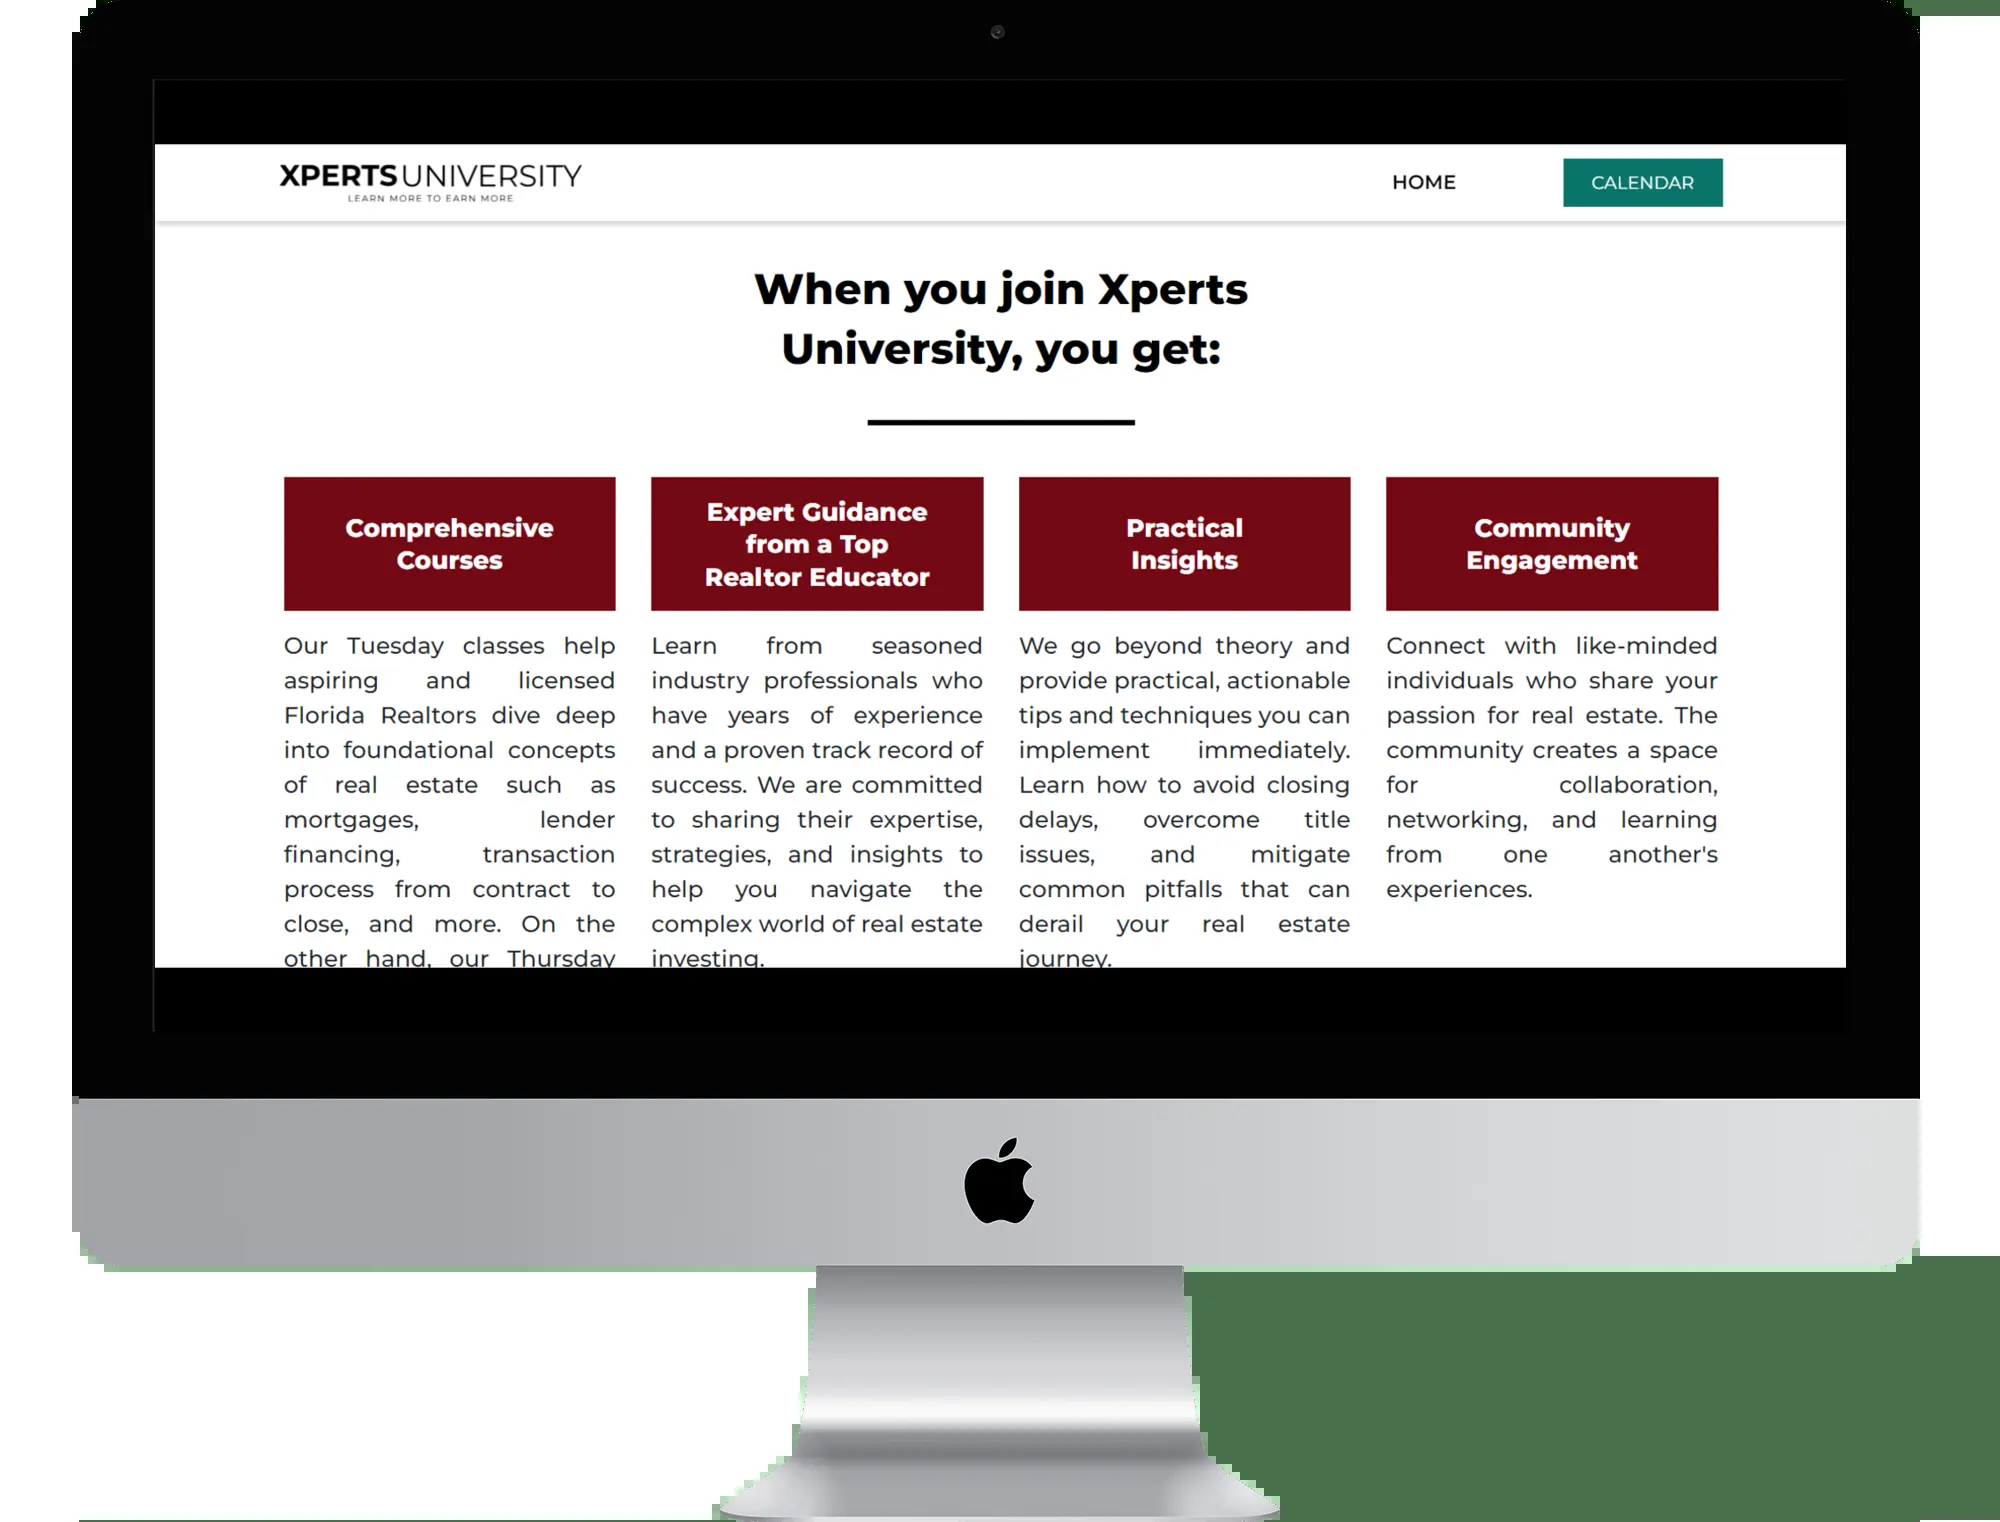 XPERTS UNIVERSITY
LEARN MORE TO EARN MORE
HOME
CALENDAR
When you join Xperts
University, you get:
Comprehensive
Courses
Our Tuesday classes help
aspiring and licensed
Florida Realtors dive deep
into foundational concepts
of real estate such as
mortgages, lender
financing, transaction
process from contract to
close, and more. On the
other hand, our Thursday
Expert Guidance
from a Top
Realtor Educator
Learn from seasoned
industry professionals who
have years of experience
and a proven track record of
success. We are committed
to sharing their expertise,
strategies, and insights to
help you navigate the
complex world of real estate
investing.
Practical
Insights
We go beyond theory and
provide practical, actionable
tips and techniques you can
implement immediately.
Learn how to avoid closing
delays, overcome title
issues, and mitigate
common pitfalls that can
derail your real estate
journey.
Community
Engagement
Connect with like-minded
individuals who share your
passion for real estate. The
community creates a space
for collaboration,
networking, and learning
from one another's
experiences.